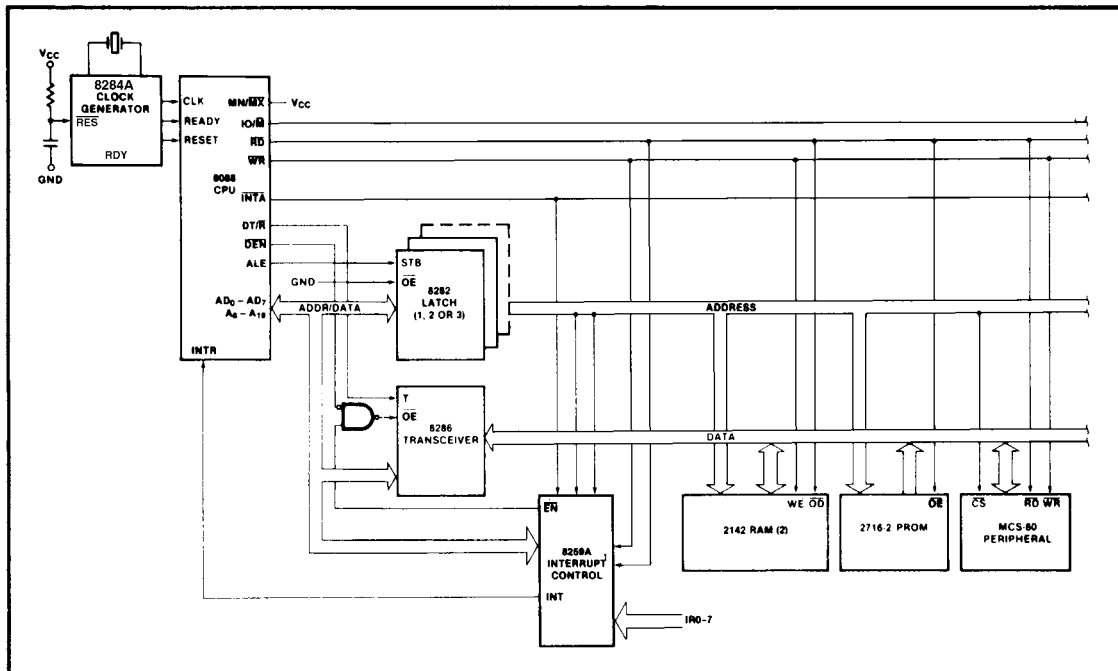 VCC
8284A
CLOCK
GENERATOR
RES
RDY
GND
CLK
READY
RESET
8088
CPU
MN/MX
VCC
IO/M
RD
WR
INTA
DT/R
DEN
ALE
AD0 – AD7
A8 – A19
INTR
GND
ADDR/DATA
STB
OE
8282
LATCH
(1, 2 OR 3)
ADDRESS
T
OE
8286
TRANSCEIVER
DATA
EN
8259A
INTERRUPT
CONTROL
INT
IR0-7
WE OD
2142 RAM (2)
OE
2716-2 PROM
CS
RD WR
MCS-80
PERIPHERAL